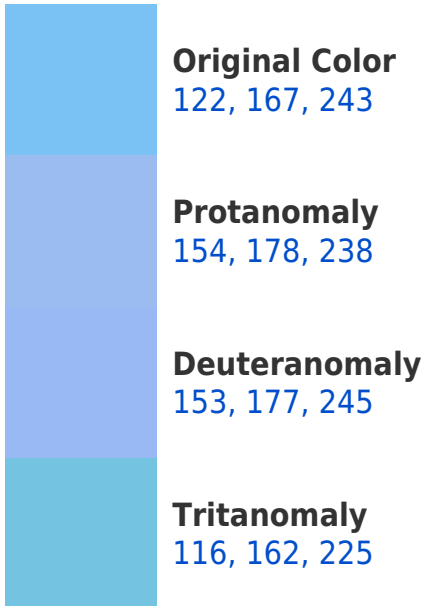 Original Color
122, 167, 243
Protanomaly
154, 178, 238
Deuteranomaly
153, 177, 245
Tritanomaly
116, 162, 225